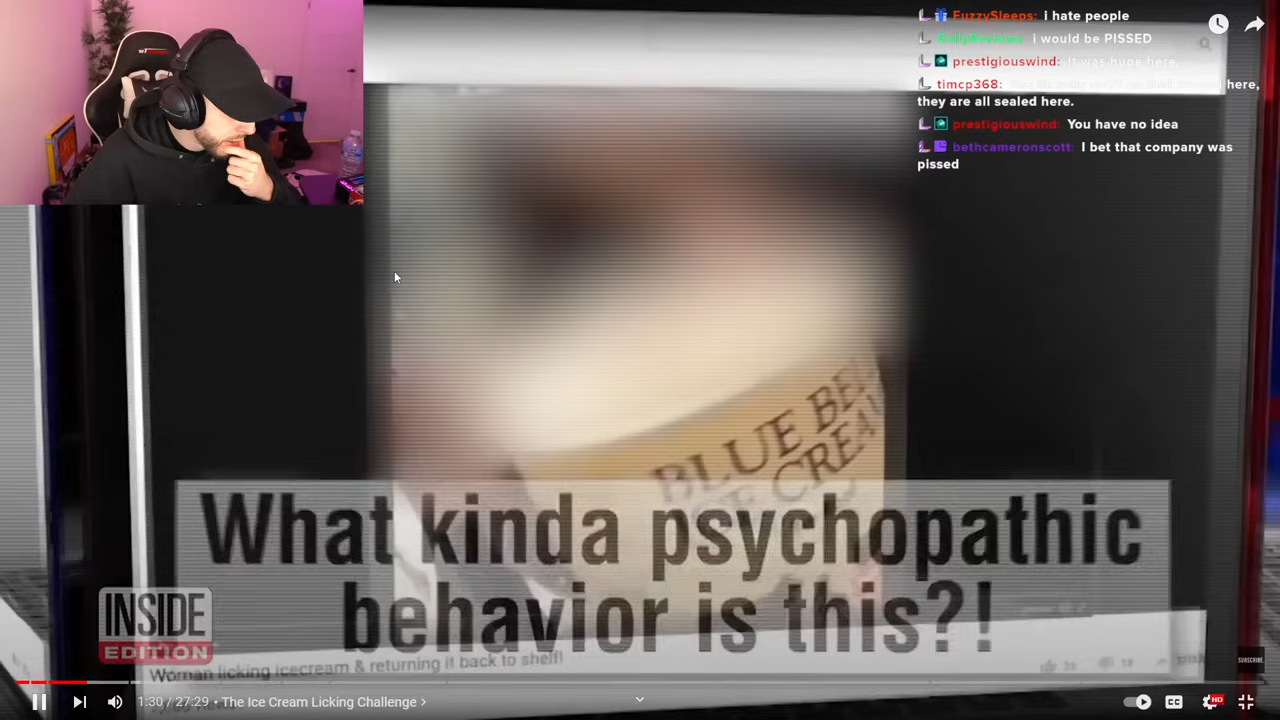 FuzzySleeps: i hate people
i would be PISSED
prestigiouswind: It was huge here
timcp368: here,
they are all sealed here.
prestigiouswind: You have no idea
bethcameronscott: I bet that company was
pissed
BLUE BE
CREA
What kinda psychopathic
behavior is this?!
INSIDE
EDITION
Woman licking icecream & returning it back to shelf!
SUBSCRIBE
1:30 / 27:29 • The Ice Cream Licking Challenge
CC
HD